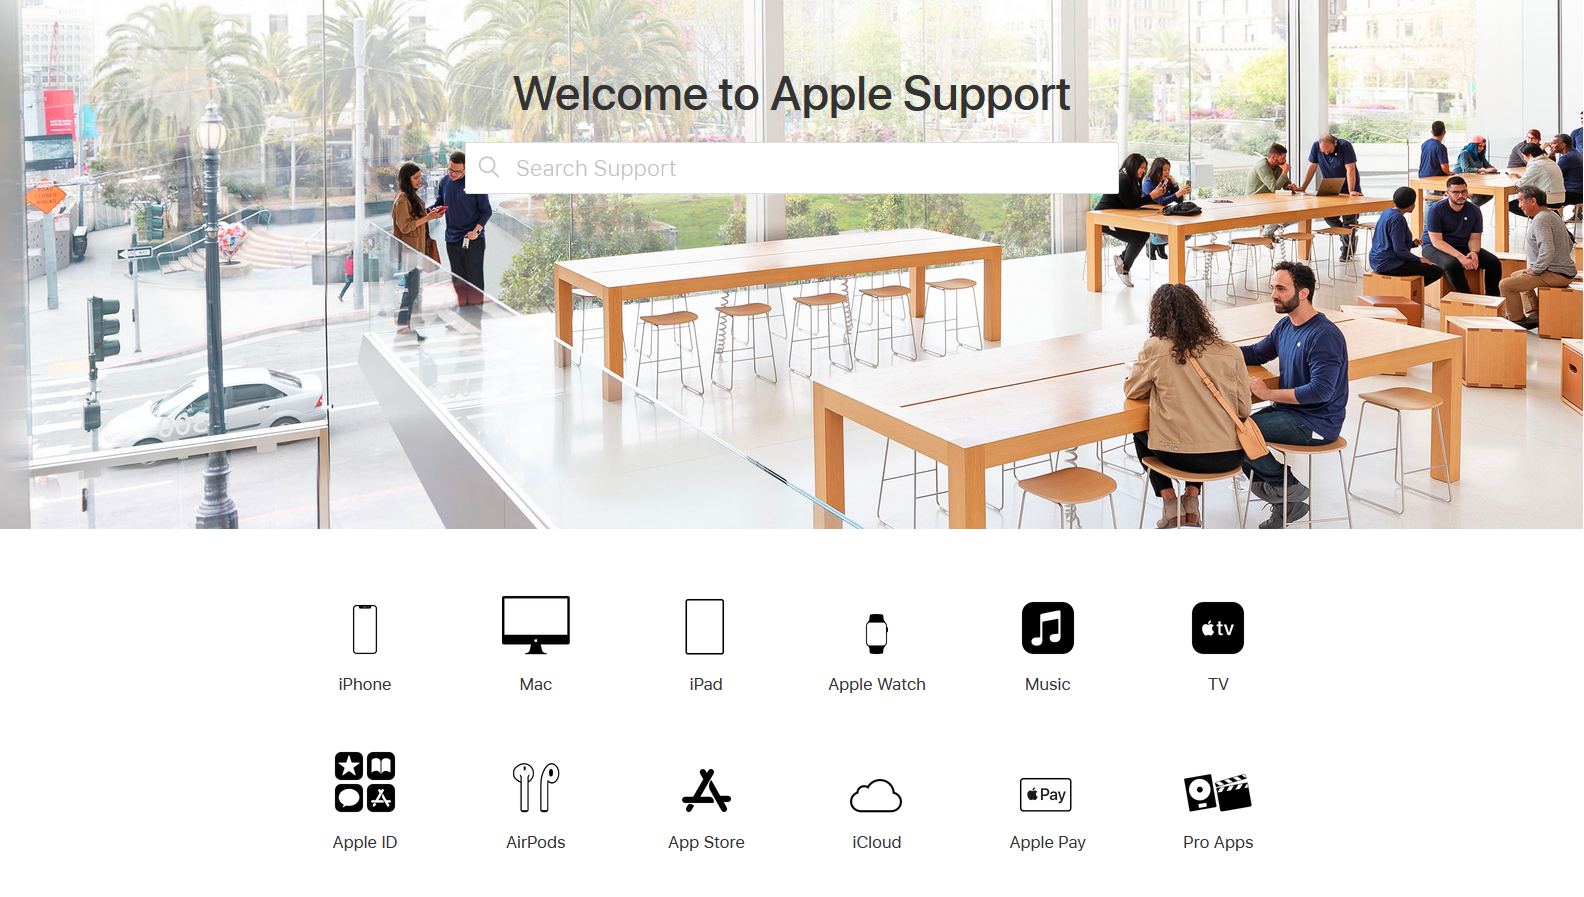 Welcome to Apple Support
Search Support
tv
iPhone
Mac
iPad
Apple Watch
Music
TV
Pay
Apple ID
AirPods
App Store
iCloud
Apple Pay
Pro Apps